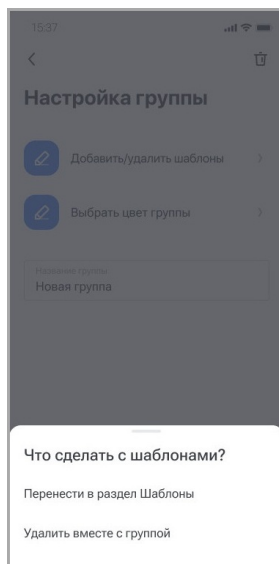 15:37
Настройка группы
Добавить/удалить шаблоны
Выбрать цвет группы
Название группы
Новая группа
Что сделать с шаблонами?
Перенести в раздел Шаблоны
Удалить вместе с группой